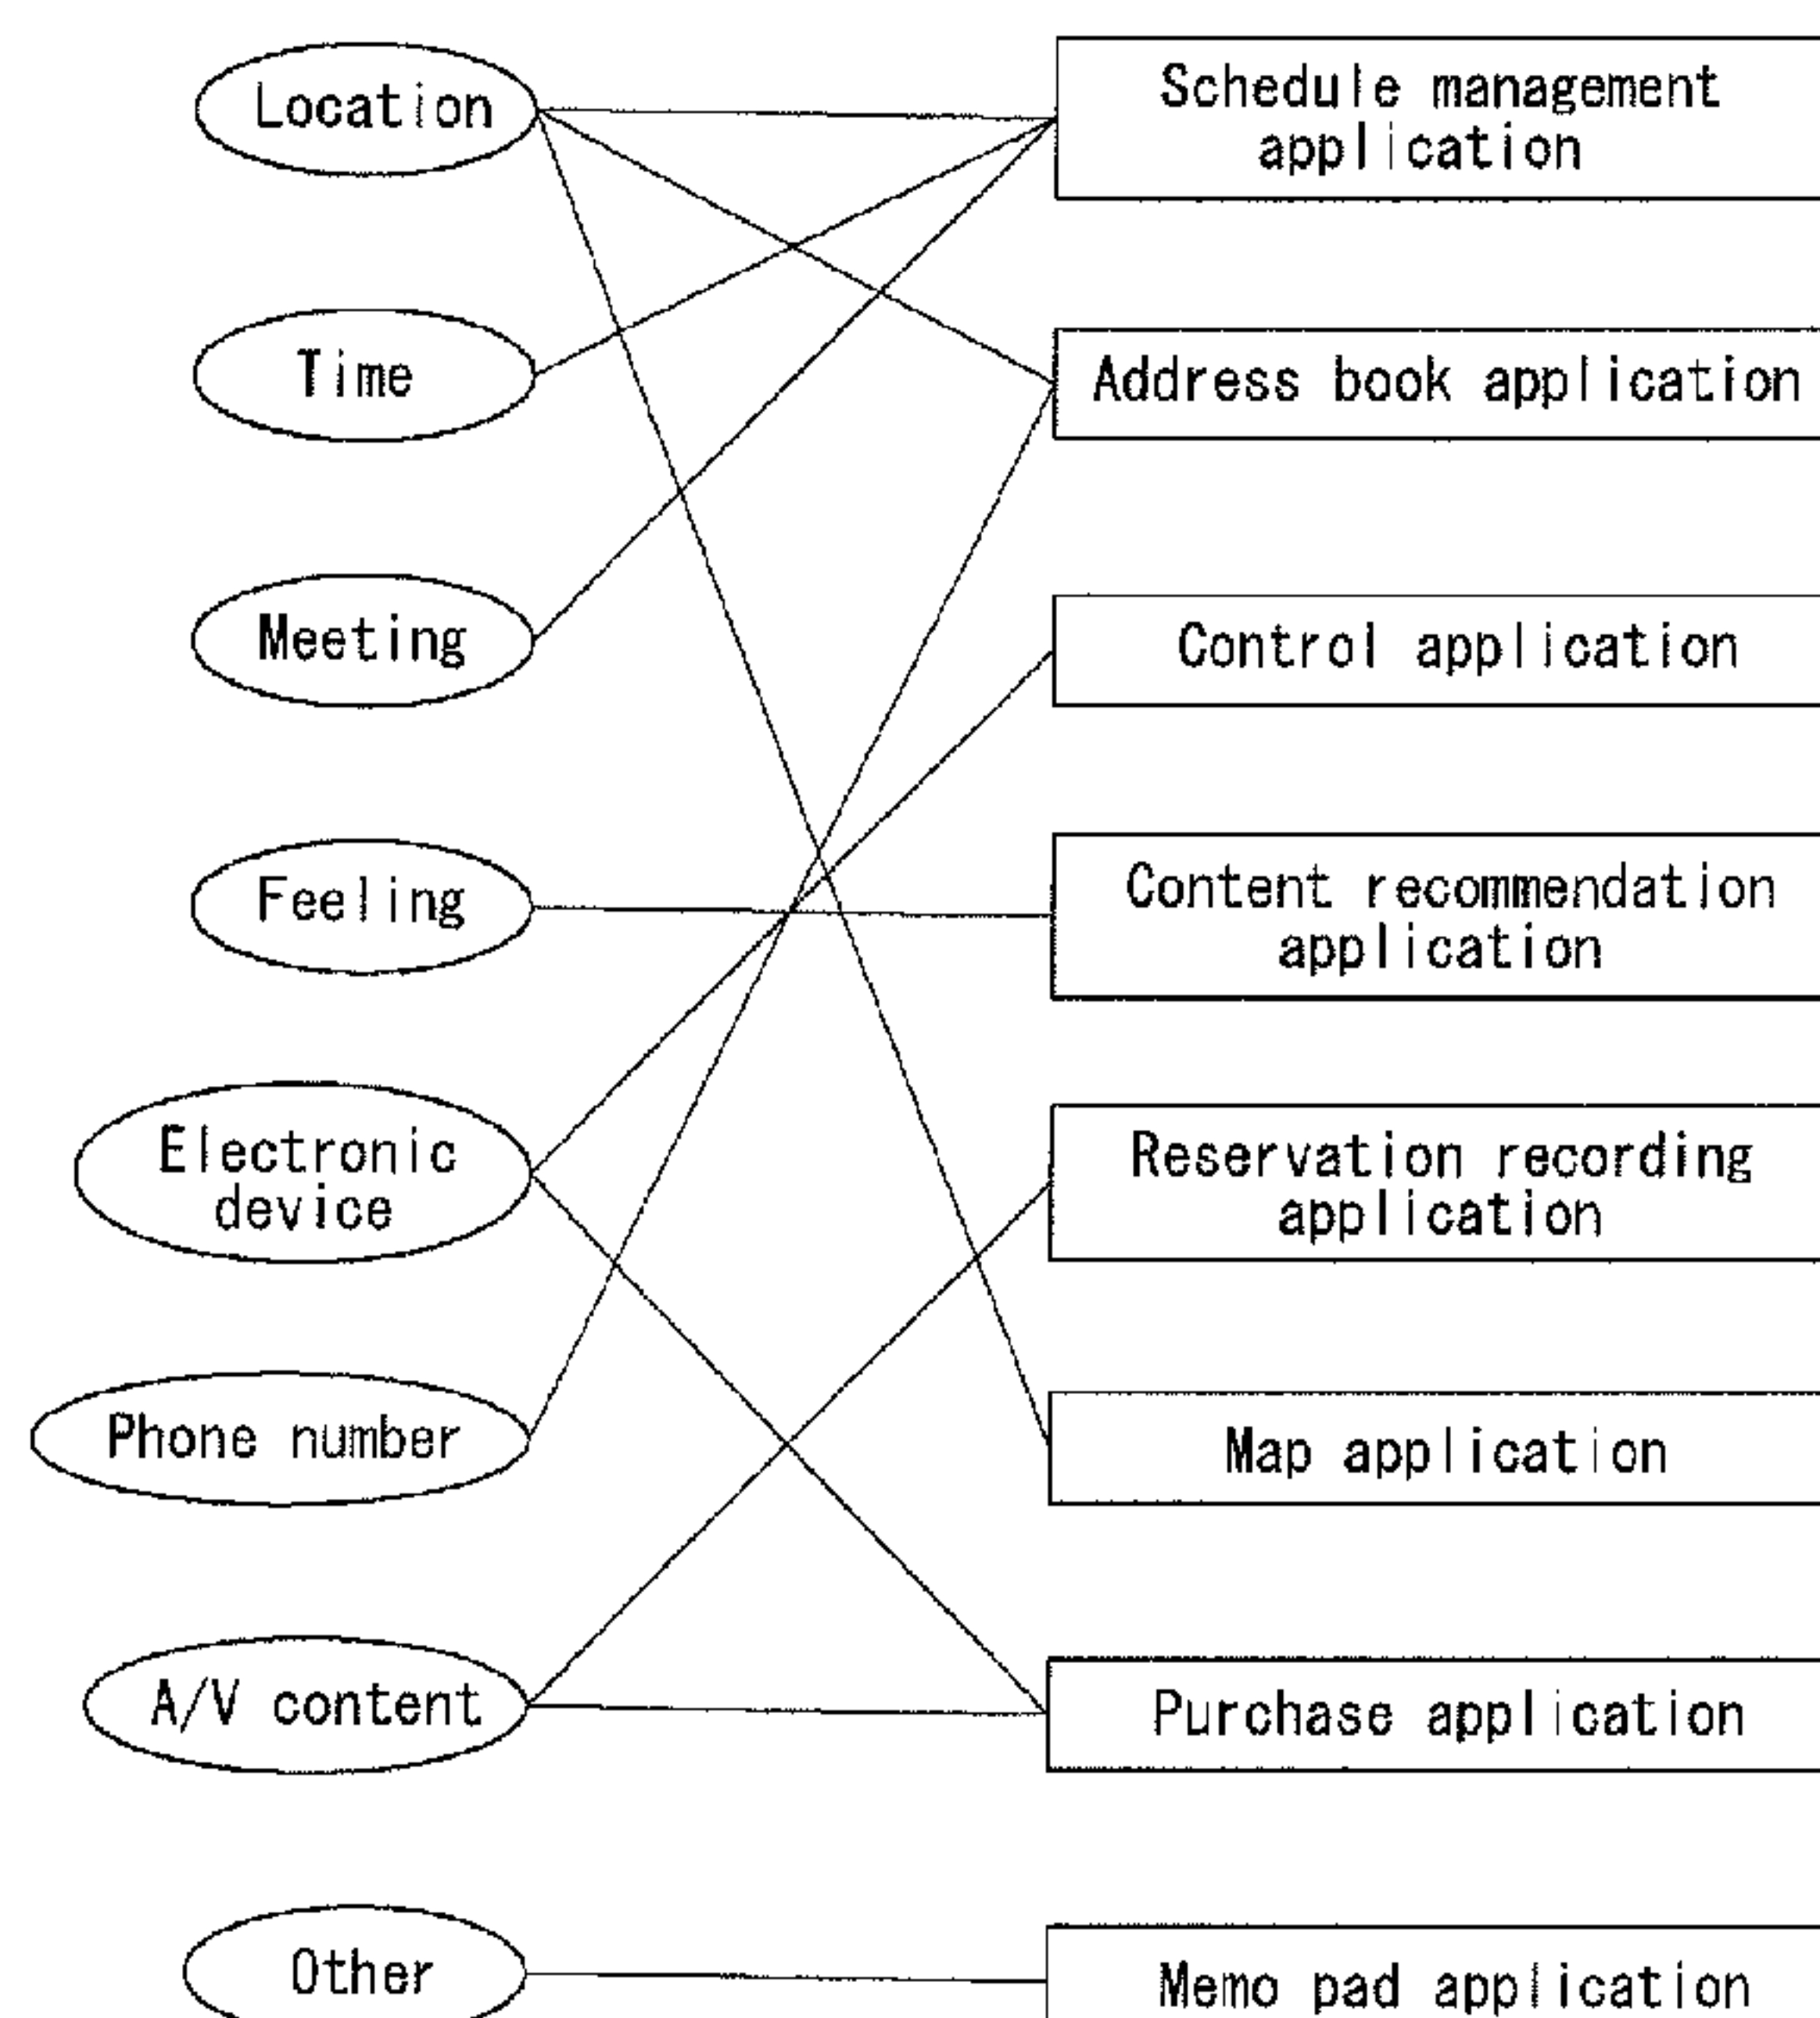 Location
Schedule management
application
Time
Address book application
Meeting
Control application
Feeling
Content recommendation
application
Electronic
device
Reservation recording
application
Phone number
Map application
A/V content
Purchase application
Other
Memo pad application